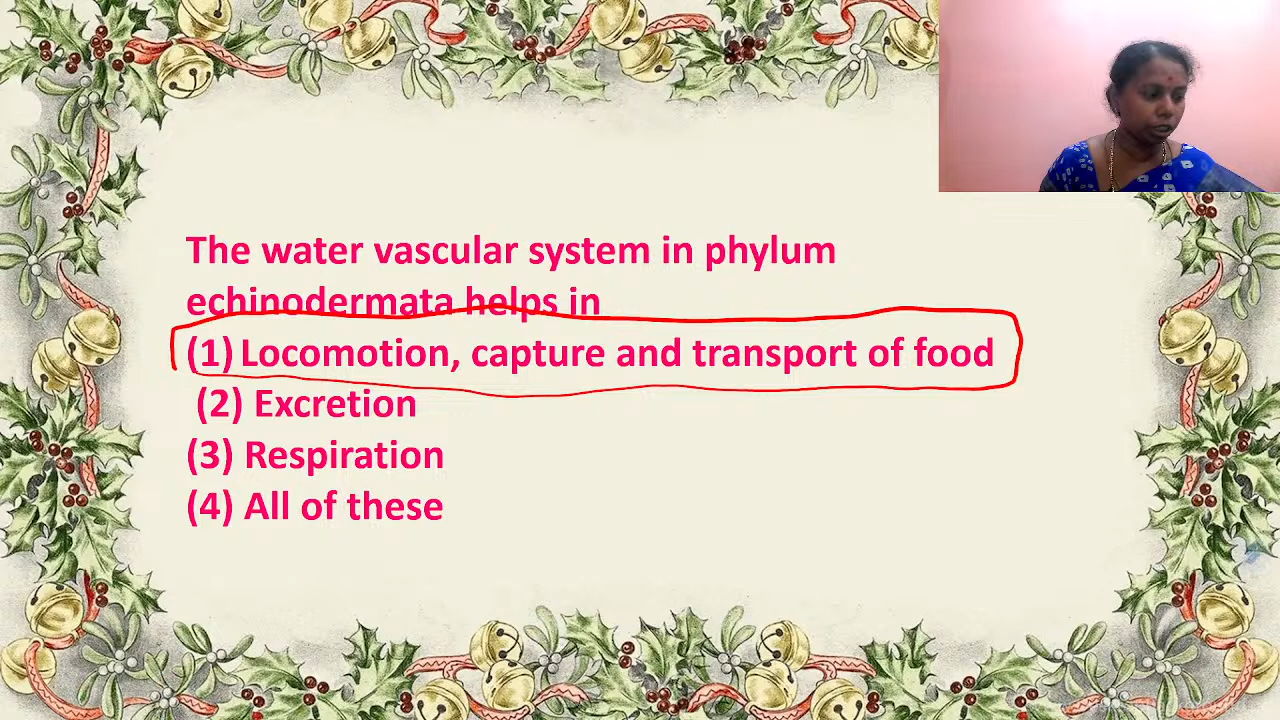 The water vascular system in phylum
echinodermata helps in
(1) Locomotion, capture and transport of food
(2) Excretion
(3) Respiration
(4) All of these